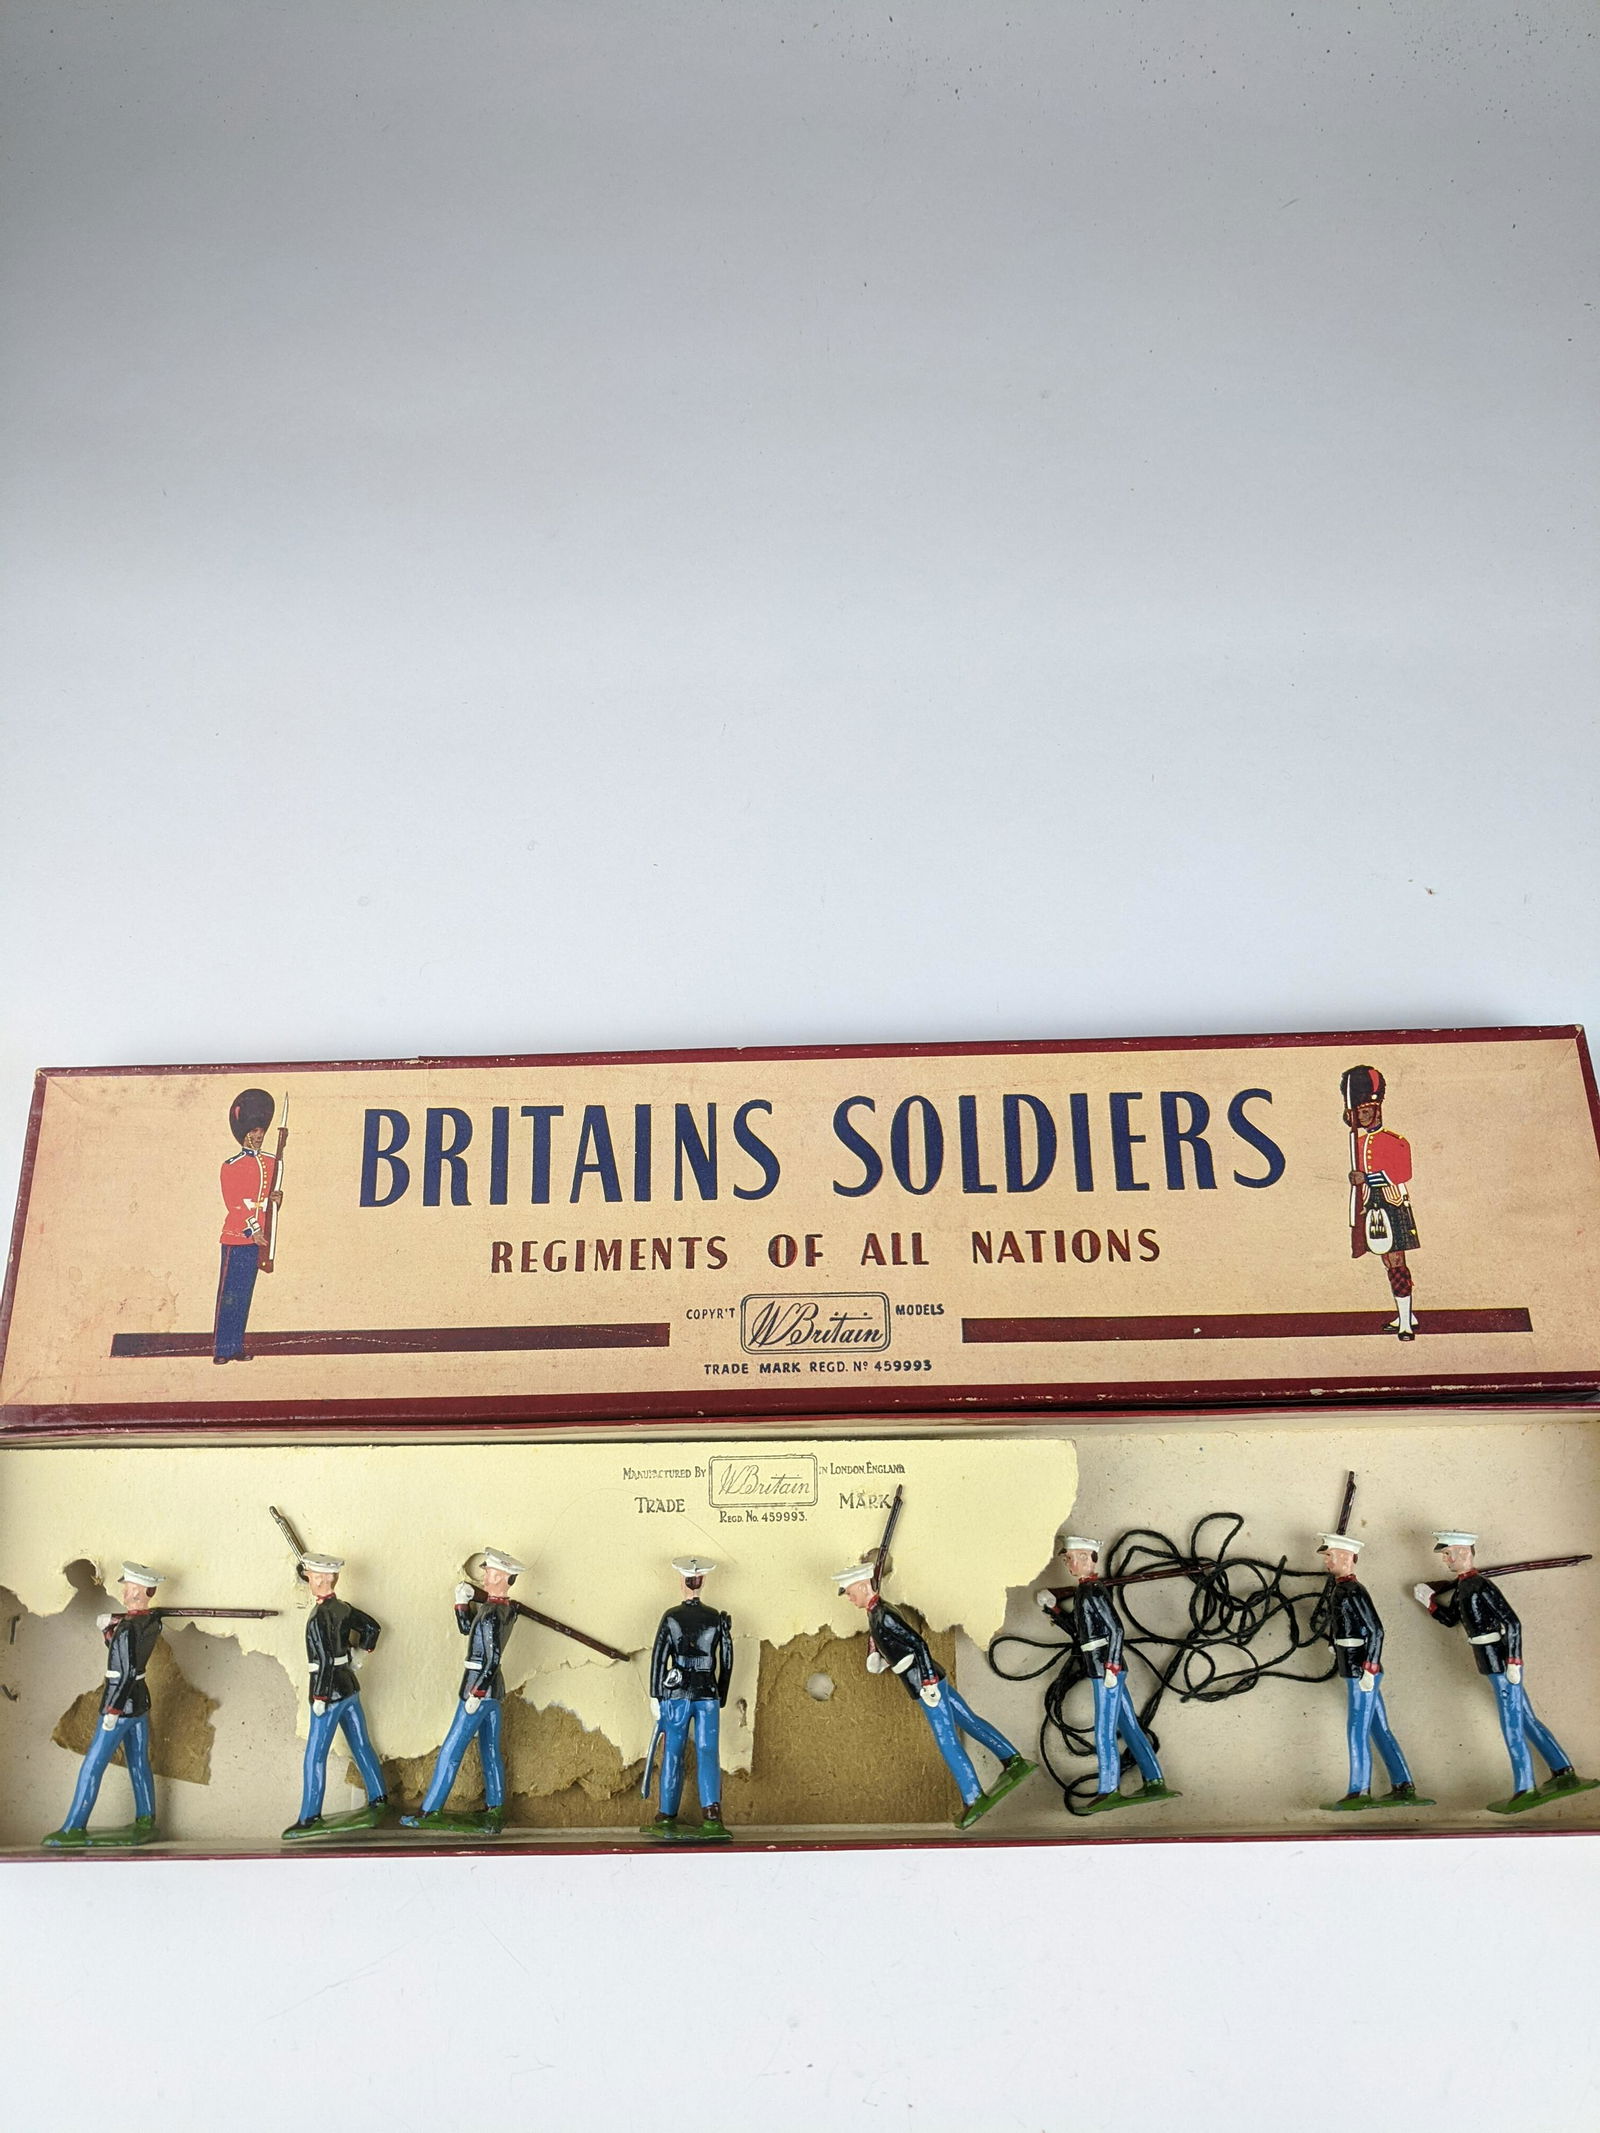 BRITAINS SOLDIERS
REGIMENTS OF ALL NATIONS
COPYR'T W Britain MODELS
TRADE MARK REGD. Nº 459993
MANUFACTURED BY W Britain IN LONDON, ENGLAND
TRADE MARK
REGD. No. 459993.